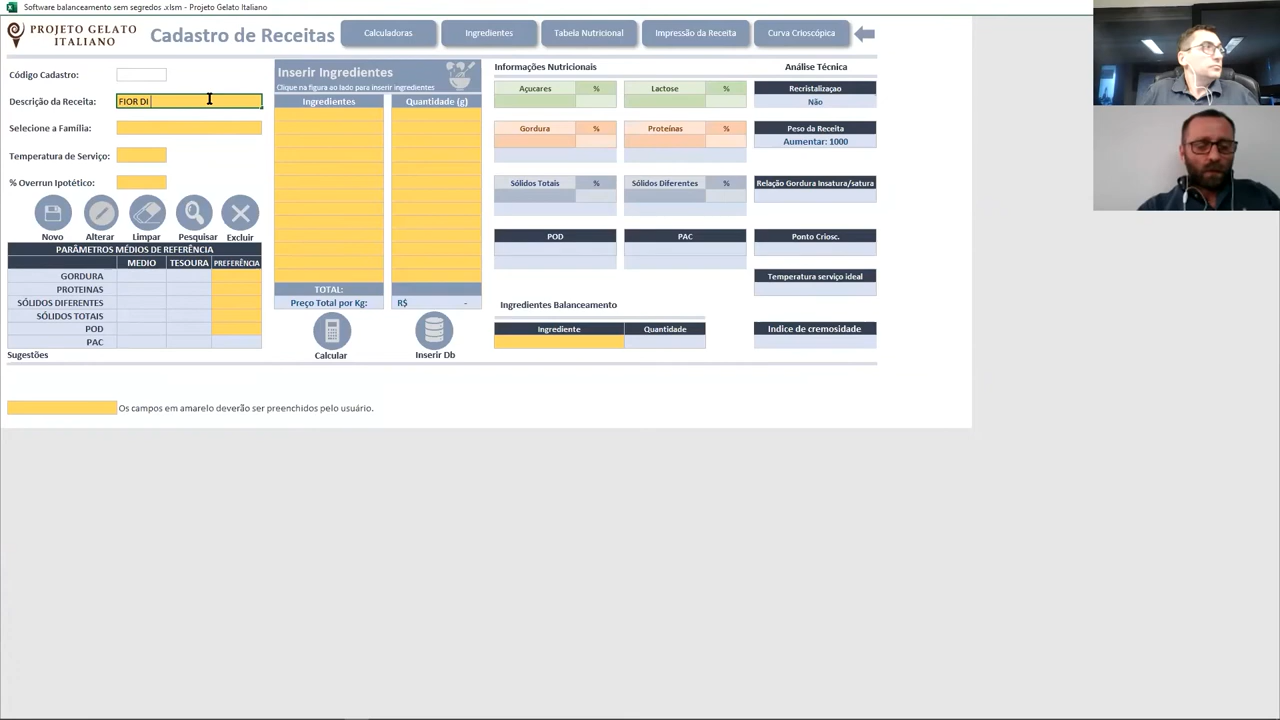 Software balanceamento sem segredos .xlsm - Projeto Gelato Italiano
PROJETO GELATO
ITALIANO
Cadastro de Receitas
Calculadoras
Ingredientes
Tabela Nutricional
Impressão da Receita
Curva Crioscópica
Código Cadastro:
Descrição da Receita:
FIOR DI
Selecione a Família:
Temperatura de Serviço:
% Overrun Ipotético:
Novo
Alterar
Limpar
Pesquisar
Excluir
PARÂMETROS MÉDIOS DE REFERÊNCIA
MEDIO TESOURA PREFERÊNCIA
GORDURA
PROTEINAS
SÓLIDOS DIFERENTES
SÓLIDOS TOTAIS
POD
PAC
Sugestões
Inserir Ingredientes
Clique na figura ao lado para inserir ingredientes
Ingredientes Quantidade (g)
TOTAL:
Preço Total por Kg: R$ -
Calcular
Inserir Db
Informações Nutricionais
Açucares % Lactose %
Gordura % Proteínas %
Sólidos Totais % Sólidos Diferentes %
POD PAC
Ingredientes Balanceamento
Ingrediente Quantidade
Análise Técnica
Recristalizaçao
Não
Peso da Receita
Aumentar: 1000
Relação Gordura Insatura/satura
Ponto Criosc.
Temperatura serviço ideal
Indice de cremosidade
Os campos em amarelo deverão ser preenchidos pelo usuário.